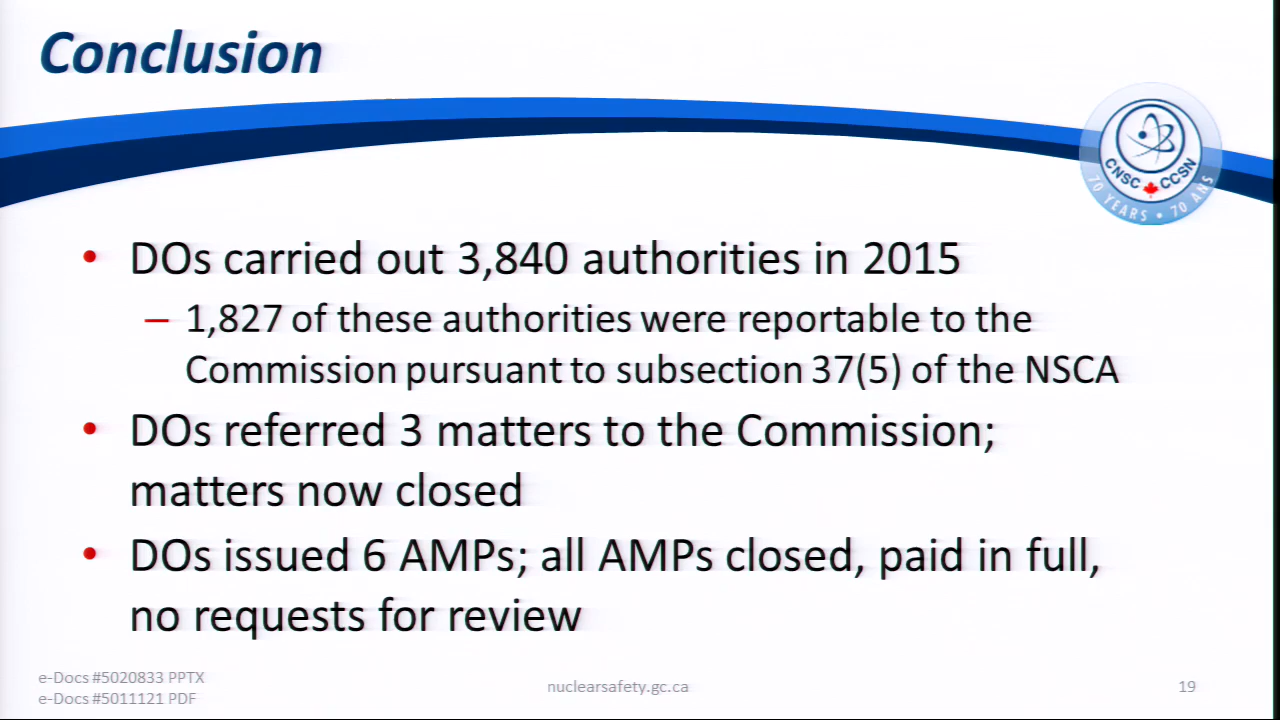 Conclusion
CNSC CCSN
70 YEARS • 70 ANS
• DOs carried out 3,840 authorities in 2015
– 1,827 of these authorities were reportable to the
Commission pursuant to subsection 37(5) of the NSCA
• DOs referred 3 matters to the Commission;
matters now closed
• DOs issued 6 AMPs; all AMPs closed, paid in full,
no requests for review
e-Docs #5020833 PPTX
e-Docs #5011121 PDF
nuclearsafety.gc.ca
19